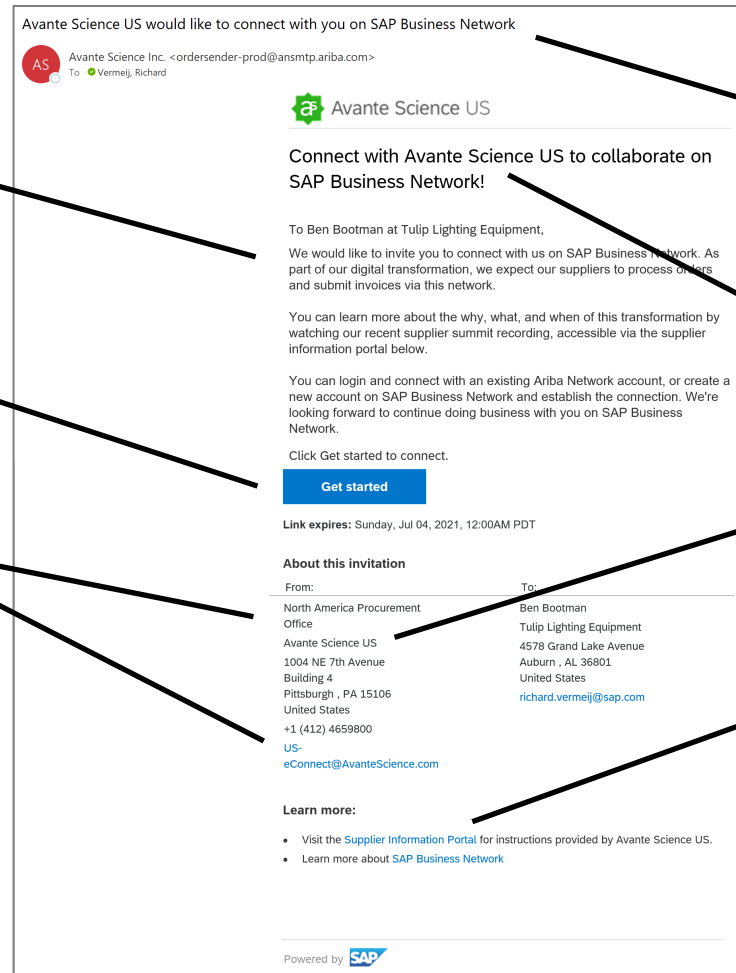 Avante Science US would like to connect with you on SAP Business Network
AS
Avante Science Inc. <ordersender-prod@ansmtp.ariba.com>
To Vermeij, Richard
as Avante Science US
Connect with Avante Science US to collaborate on
SAP Business Network!
To Ben Bootman at Tulip Lighting Equipment,
We would like to invite you to connect with us on SAP Business Network. As
part of our digital transformation, we expect our suppliers to process orders
and submit invoices via this network.
You can learn more about the why, what, and when of this transformation by
watching our recent supplier summit recording, accessible via the supplier
information portal below.
You can login and connect with an existing Ariba Network account, or create a
new account on SAP Business Network and establish the connection. We're
looking forward to continue doing business with you on SAP Business
Network.
Click Get started to connect.
Get started
Link expires: Sunday, Jul 04, 2021, 12:00AM PDT
About this invitation
From:
North America Procurement
Office
Avante Science US
1004 NE 7th Avenue
Building 4
Pittsburgh , PA 15106
United States
+1 (412) 4659800
US-
eConnect@AvanteScience.com
To:
Ben Bootman
Tulip Lighting Equipment
4578 Grand Lake Avenue
Auburn , AL 36801
United States
richard.vermeij@sap.com
Learn more:
• Visit the Supplier Information Portal for instructions provided by Avante Science US.
• Learn more about SAP Business Network
Powered by SAP